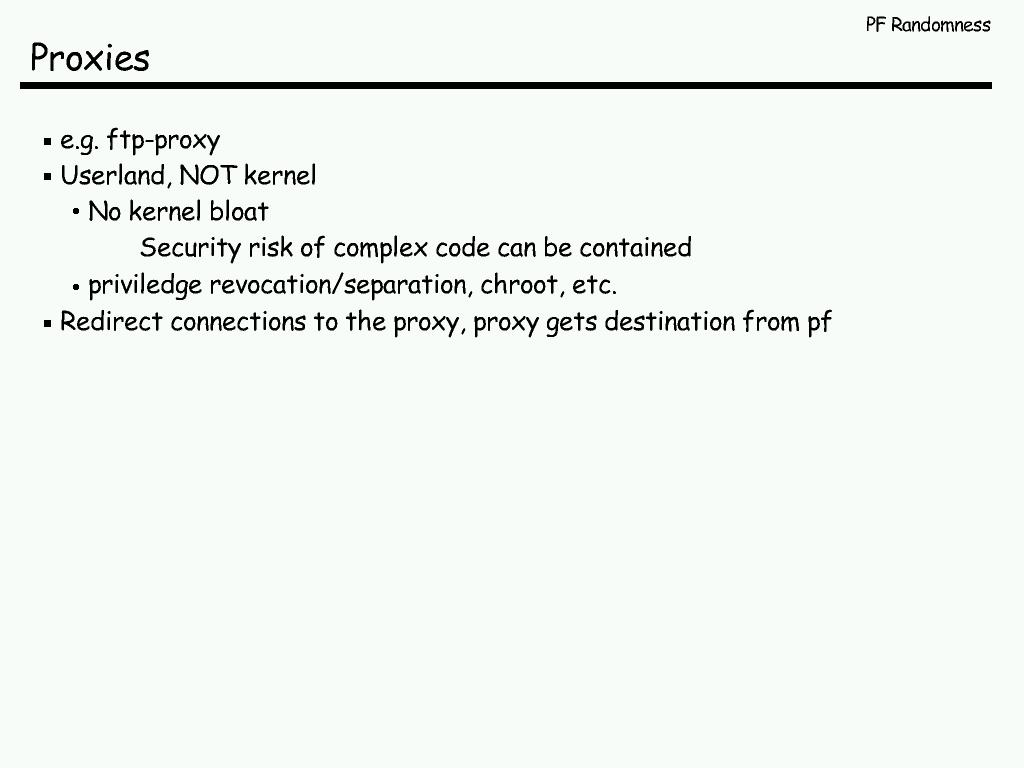 PF Randomness
Proxies
▪ e.g. ftp-proxy
▪ Userland, NOT kernel
• No kernel bloat
Security risk of complex code can be contained
• priviledge revocation/separation, chroot, etc.
▪ Redirect connections to the proxy, proxy gets destination from pf